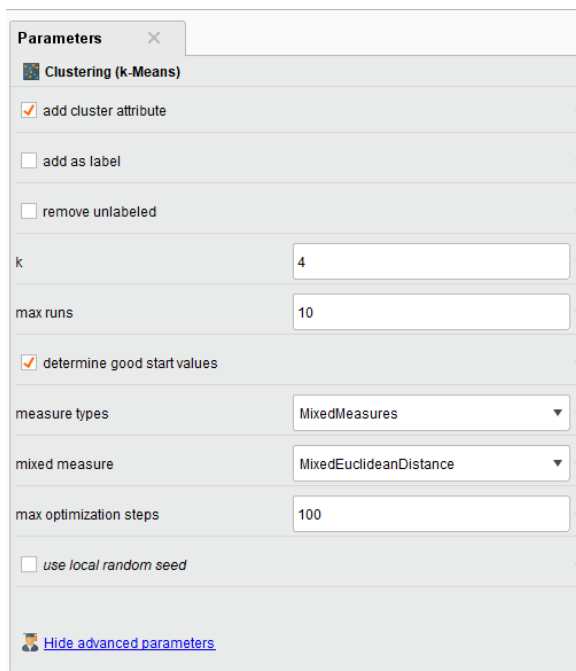 Parameters
Clustering (k-Means)
add cluster attribute
add as label
remove unlabeled
k 4
max runs 10
determine good start values
measure types MixedMeasures
mixed measure MixedEuclideanDistance
max optimization steps 100
use local random seed
Hide advanced parameters